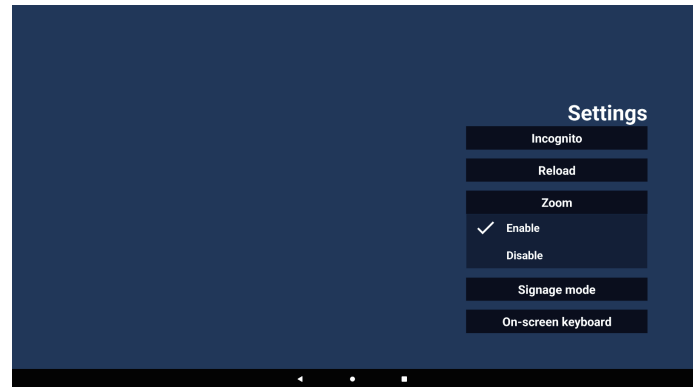 Settings
Incognito
Reload
Zoom
Enable
Disable
Signage mode
On-screen keyboard